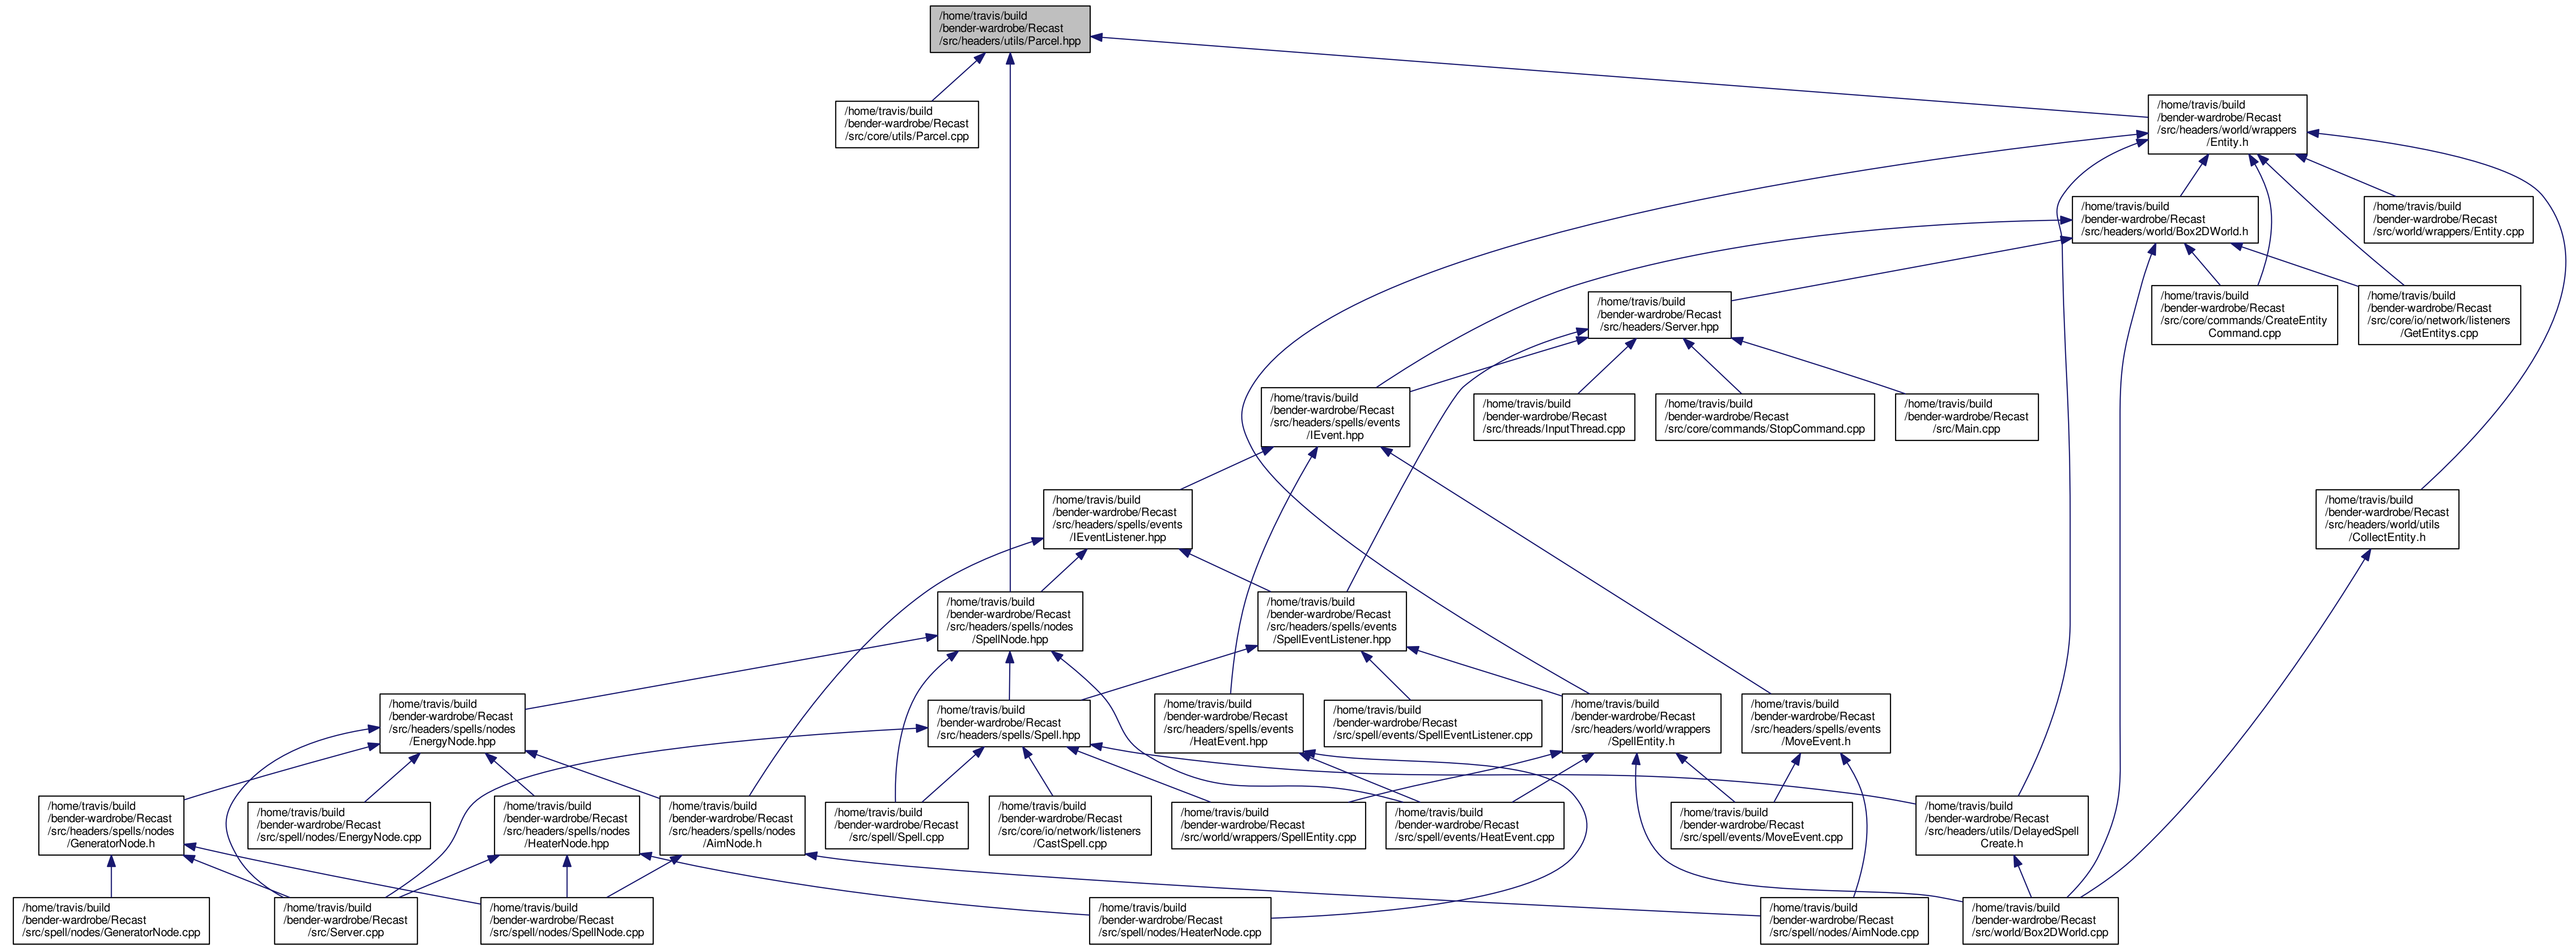 /home/travis/build
/bender-wardrobe/Recast
/src/headers/utils/Parcel.hpp
/home/travis/build
/bender-wardrobe/Recast
/src/core/utils/Parcel.cpp
/home/travis/build
/bender-wardrobe/Recast
/src/headers/world/wrappers
/Entity.h
/home/travis/build
/bender-wardrobe/Recast
/src/headers/world/Box2DWorld.h
/home/travis/build
/bender-wardrobe/Recast
/src/world/wrappers/Entity.cpp
/home/travis/build
/bender-wardrobe/Recast
/src/headers/Server.hpp
/home/travis/build
/bender-wardrobe/Recast
/src/core/commands/CreateEntity
Command.cpp
/home/travis/build
/bender-wardrobe/Recast
/src/core/io/network/listeners
/GetEntitys.cpp
/home/travis/build
/bender-wardrobe/Recast
/src/headers/spells/events
/IEvent.hpp
/home/travis/build
/bender-wardrobe/Recast
/src/threads/InputThread.cpp
/home/travis/build
/bender-wardrobe/Recast
/src/core/commands/StopCommand.cpp
/home/travis/build
/bender-wardrobe/Recast
/src/Main.cpp
/home/travis/build
/bender-wardrobe/Recast
/src/headers/spells/events
/IEventListener.hpp
/home/travis/build
/bender-wardrobe/Recast
/src/headers/world/utils
/CollectEntity.h
/home/travis/build
/bender-wardrobe/Recast
/src/headers/spells/nodes
/SpellNode.hpp
/home/travis/build
/bender-wardrobe/Recast
/src/headers/spells/events
/SpellEventListener.hpp
/home/travis/build
/bender-wardrobe/Recast
/src/headers/spells/nodes
/EnergyNode.hpp
/home/travis/build
/bender-wardrobe/Recast
/src/headers/spells/Spell.hpp
/home/travis/build
/bender-wardrobe/Recast
/src/headers/spells/events
/HeatEvent.hpp
/home/travis/build
/bender-wardrobe/Recast
/src/spell/events/SpellEventListener.cpp
/home/travis/build
/bender-wardrobe/Recast
/src/headers/world/wrappers
/SpellEntity.h
/home/travis/build
/bender-wardrobe/Recast
/src/headers/spells/events
/MoveEvent.h
/home/travis/build
/bender-wardrobe/Recast
/src/headers/spells/nodes
/GeneratorNode.h
/home/travis/build
/bender-wardrobe/Recast
/src/spell/nodes/EnergyNode.cpp
/home/travis/build
/bender-wardrobe/Recast
/src/headers/spells/nodes
/HeaterNode.hpp
/home/travis/build
/bender-wardrobe/Recast
/src/headers/spells/nodes
/AimNode.h
/home/travis/build
/bender-wardrobe/Recast
/src/spell/Spell.cpp
/home/travis/build
/bender-wardrobe/Recast
/src/core/io/network/listeners
/CastSpell.cpp
/home/travis/build
/bender-wardrobe/Recast
/src/world/wrappers/SpellEntity.cpp
/home/travis/build
/bender-wardrobe/Recast
/src/spell/events/HeatEvent.cpp
/home/travis/build
/bender-wardrobe/Recast
/src/spell/events/MoveEvent.cpp
/home/travis/build
/bender-wardrobe/Recast
/src/headers/utils/DelayedSpell
Create.h
/home/travis/build
/bender-wardrobe/Recast
/src/spell/nodes/GeneratorNode.cpp
/home/travis/build
/bender-wardrobe/Recast
/src/Server.cpp
/home/travis/build
/bender-wardrobe/Recast
/src/spell/nodes/SpellNode.cpp
/home/travis/build
/bender-wardrobe/Recast
/src/spell/nodes/HeaterNode.cpp
/home/travis/build
/bender-wardrobe/Recast
/src/spell/nodes/AimNode.cpp
/home/travis/build
/bender-wardrobe/Recast
/src/world/Box2DWorld.cpp